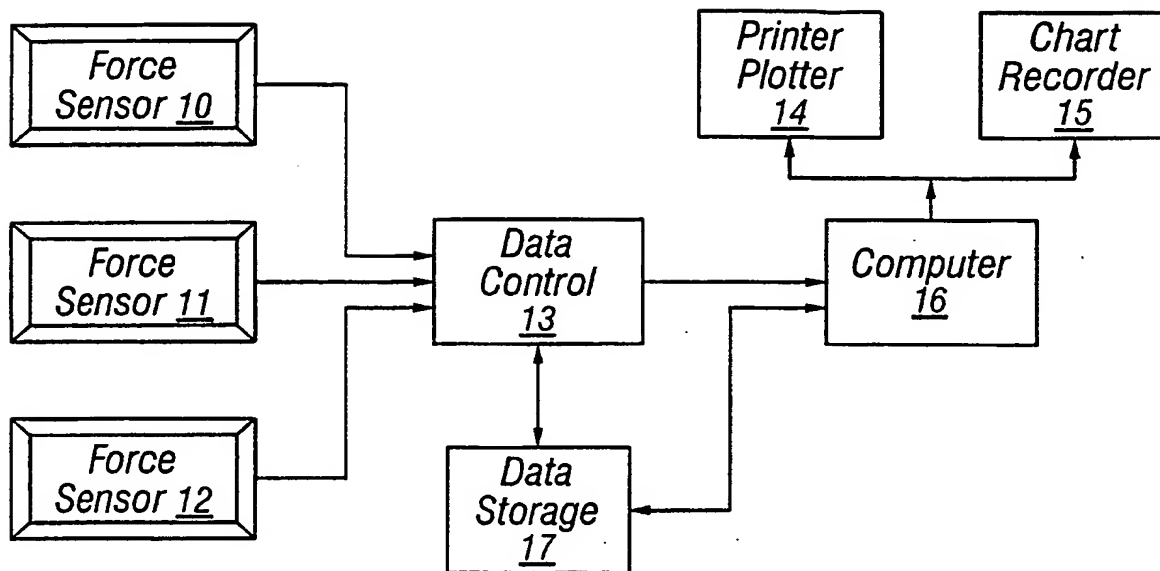 Force
Sensor 10
Printer
Plotter
14
Chart
Recorder
15
Force
Sensor 11
Data
Control
13
Computer
16
Force
Sensor 12
Data
Storage
17